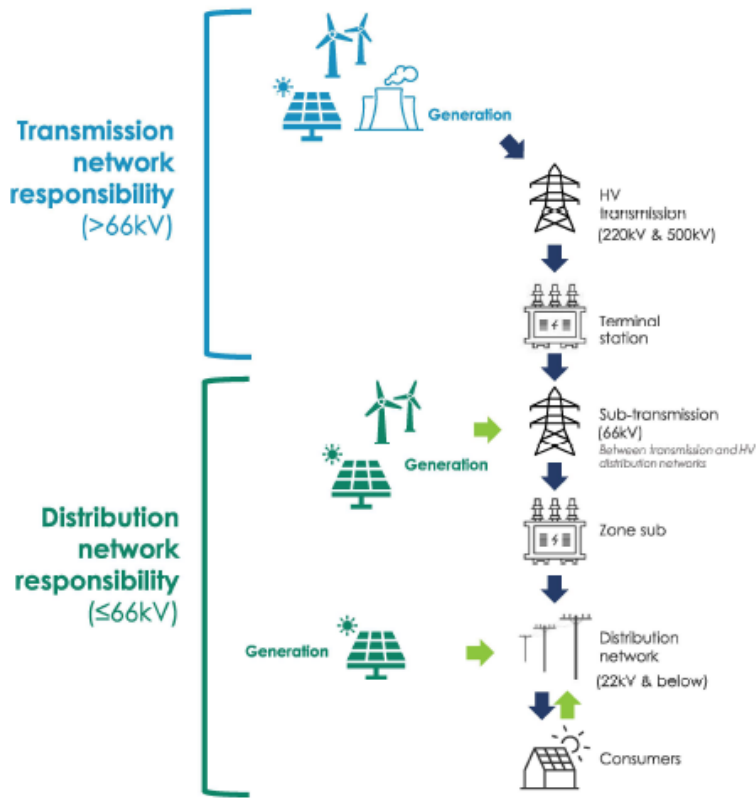 Transmission
network
responsibility
(>66kV)
Generation
HV
transmission
(220kV & 500kV)
Terminal
station
Distribution
network
responsibility
(≤66kV)
Generation
Sub-transmission
(66kV)
Between transmission and HV
distribution networks
Zone sub
Generation
Distribution
network
(22kV & below)
Consumers